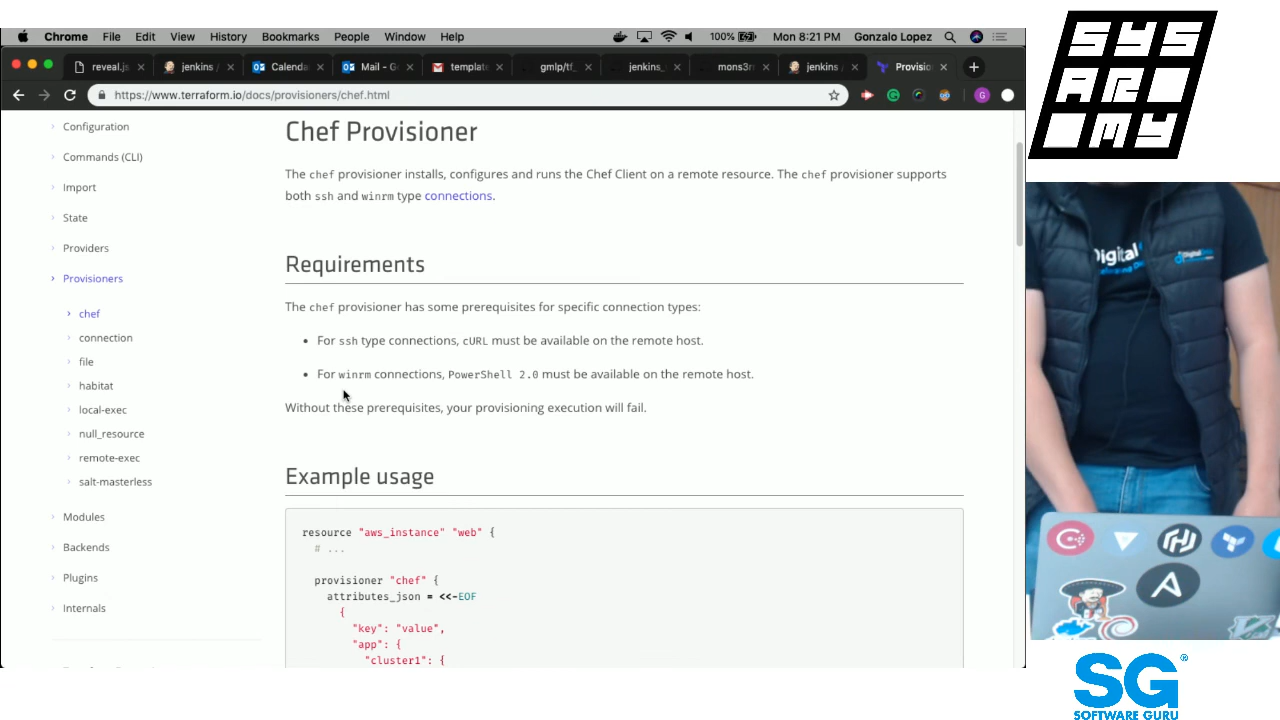 Chrome File Edit View History Bookmarks People Window Help 100% Mon 8:21 PM Gonzalo Lopez
reveal.js jenkins / Calenda Mail - G template gmlp/tf_ jenkins_ mons3r jenkins / Provisio
https://www.terraform.io/docs/provisioners/chef.html G
Configuration
Commands (CLI)
Import
State
Providers
Provisioners
chef
connection
file
habitat
local-exec
null_resource
remote-exec
salt-masterless
Modules
Backends
Plugins
Internals
Chef Provisioner
The chef provisioner installs, configures and runs the Chef Client on a remote resource. The chef provisioner supports
both ssh and winrm type connections.
Requirements
The chef provisioner has some prerequisites for specific connection types:
For ssh type connections, cURL must be available on the remote host.
For winrm connections, PowerShell 2.0 must be available on the remote host.
Without these prerequisites, your provisioning execution will fail.
Example usage
resource "aws_instance" "web" {
# ...
provisioner "chef" {
attributes_json = <<-EOF
{
"key": "value",
"app": {
"cluster1": {
SYS
AR
MY
Digital
SG®
SOFTWARE GURU